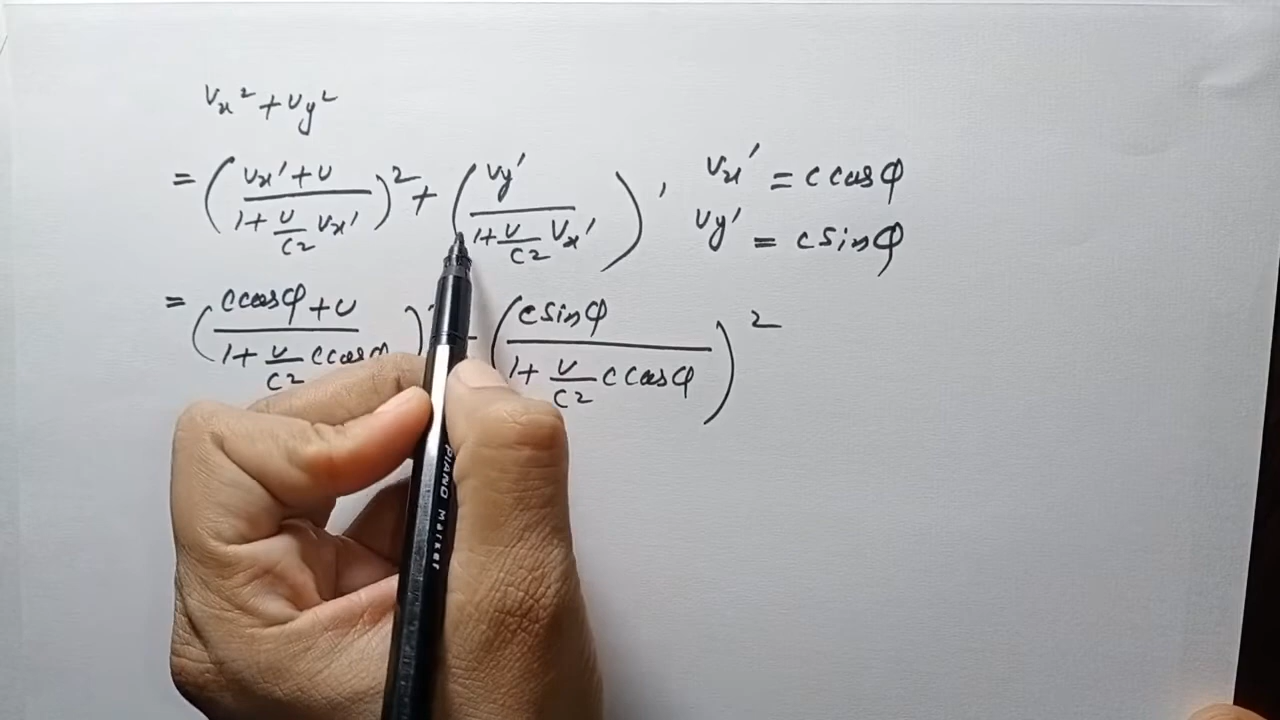 Vx² + Vy²
= ( (Vx' + v) / (1 + v/c² Vx') )² + ( Vy' / (1 + v/c² Vx') ) , Vx' = c cosφ
Vy' = c sinφ
= ( (c cosφ + v) / (1 + v/c² c cosφ ) ( c sinφ / (1 + v/c² c cosφ) )²
PIANO Marker